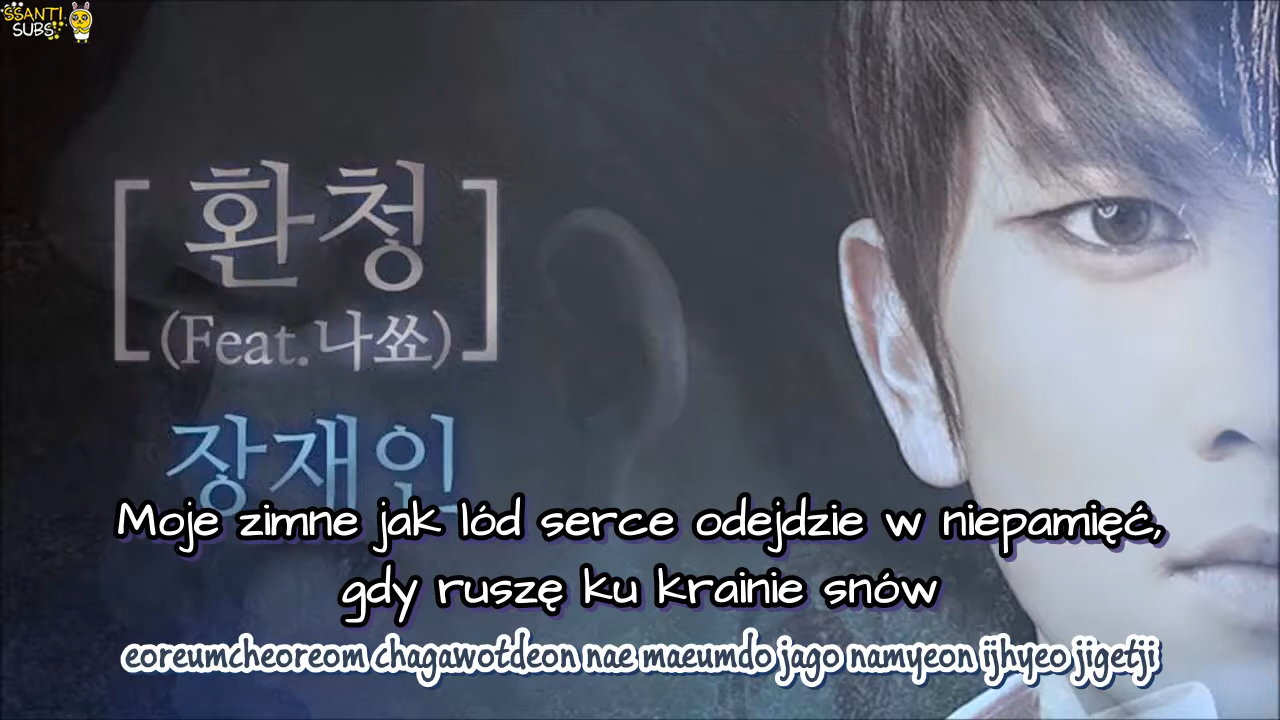 SSANTI
SUBS
[환청
(Feat.나쑈)]
장재인
Moje zimne jak lód serce odejdzie w niepamięć,
gdy ruszę ku krainie snów
eoreumcheoreom chagawotdeon nae maeumdo jago namyeon ijhyeo jigetji